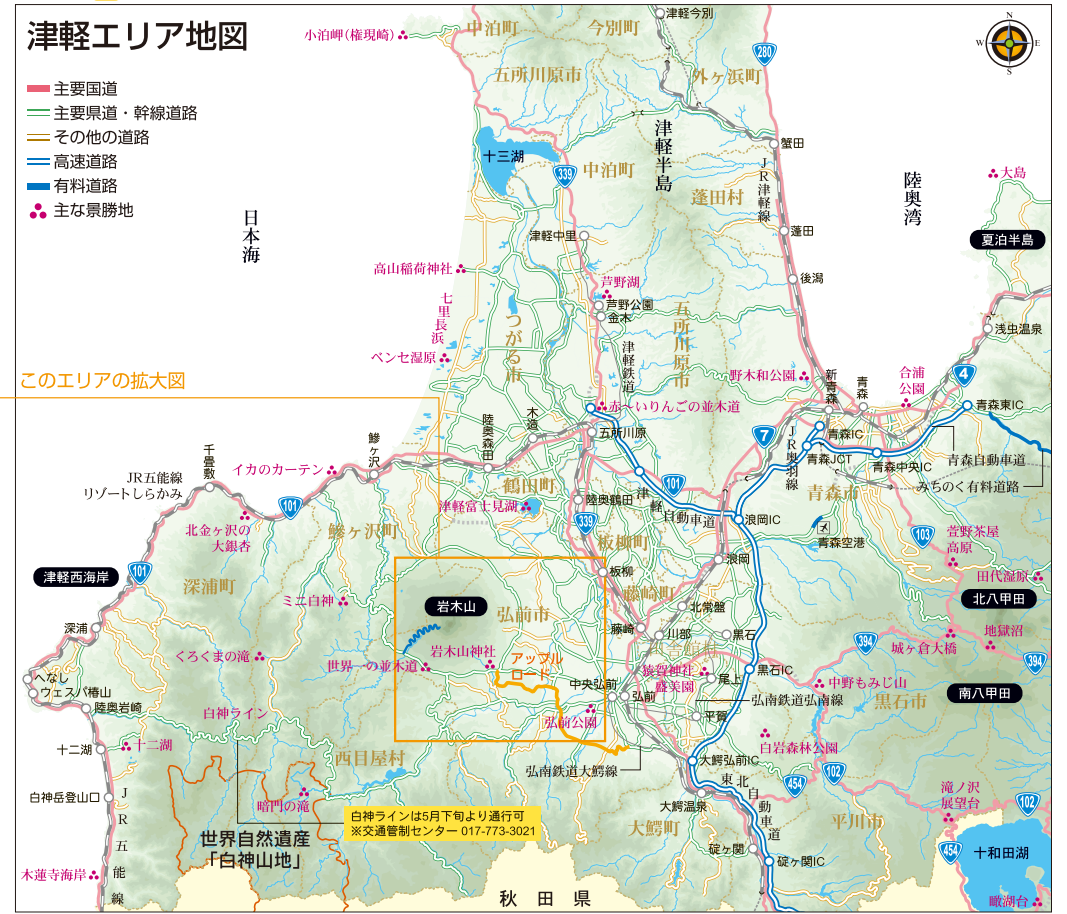 津軽エリア地図
主要国道
主要県道・幹線道路
その他の道路
高速道路
有料道路
主な景勝地
N
W
E
S
小泊岬(権現崎)
中泊町
今別町
津軽今別
280
五所川原市
外ヶ浜町
十三湖
津軽半島
蟹田
339
中泊町
JR津軽線
蓬田村
陸奥湾
大島
日本海
津軽中里
蓬田
夏泊半島
高山稲荷神社
芦野湖
後潟
七里長浜
芦野公園
金木
つがる市
五所川原市
浅虫温泉
ベンセ湿原
津軽鉄道
このエリアの拡大図
野木和公園
新青森
青森
合浦公園
4
赤〜いりんごの並木道
青森東IC
陸奥森田
木造
五所川原
7
JR奥羽線
青森IC
青森JCT
青森中央IC
青森自動車道
みちのく有料道路
千畳敷
鰺ヶ沢
イカのカーテン
JR五能線
リゾートしらかみ
101
鶴田町
津軽富士見湖
陸奥鶴田
101
津軽自動車道
青森市
北金ヶ沢の
大銀杏
鰺ヶ沢町
339
板柳町
浪岡IC
青森空港
103
萱野茶屋
高原
浪岡
田代湿原
津軽西海岸
101
深浦町
ミニ白神
岩木山
弘前市
板柳
藤崎町
北常盤
北八甲田
深浦
藤崎
川部
黒石
394
城ヶ倉大橋
地獄沼
394
くろくまの滝
世界一の並木道
岩木山神社
アップル
ロード
猿賀神社
盛美園
尾上
黒石IC
中野もみじ山
へなし
ウェスパ椿山
陸奥岩崎
中央弘前
弘前
弘南鉄道弘南線
黒石市
南八甲田
白神ライン
弘前公園
平賀
十二湖
十二湖
西目屋村
弘南鉄道大鰐線
白岩森林公園
大鰐弘前IC
454
102
白神岳登山口
暗門の滝
白神ラインは5月下旬より通行可
※交通管制センター 017-773-3021
大鰐温泉
東北自動車道
滝ノ沢
展望台
102
世界自然遺産
「白神山地」
JR五能線
大鰐町
平川市
碇ヶ関
碇ヶ関IC
454
十和田湖
木蓮寺海岸
秋田県
瞰湖台